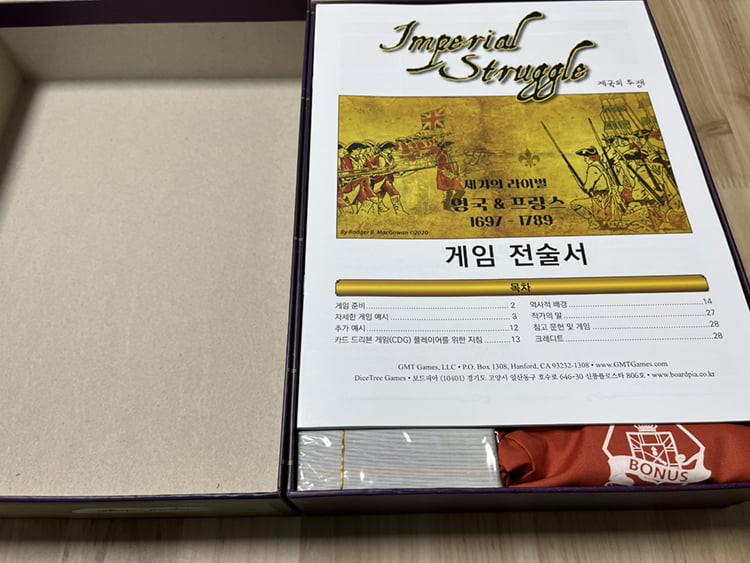 Imperial
Struggle
제국의 투쟁
세기의 라이벌
영국 & 프랑스
1697 - 1789
By Rodger B. MacGowan ©2020
게임 전술서
목차
게임 준비 2
자세한 게임 예시 3
추가 예시 12
카드 드리븐 게임(CDG) 플레이어를 위한 지침 13
역사적 배경 14
작가의 말 27
참고 문헌 및 게임 28
크레디트 28
GMT Games, LLC • P.O. Box 1308, Hanford, CA 93232-1308 • www.GMTGames.com
DiceTree Games • 보드피아 (10401) 경기도 고양시 일산동구 호수로 646-30 신플플로스타 806호 • www.boardpia.co.kr
BONUS